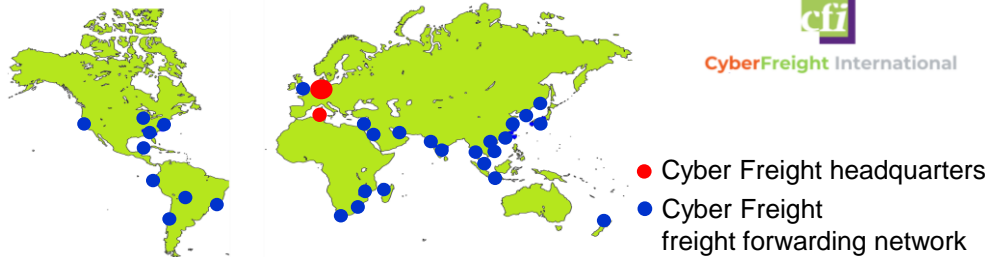 cfi
CyberFreight International
Cyber Freight headquarters
Cyber Freight
freight forwarding network